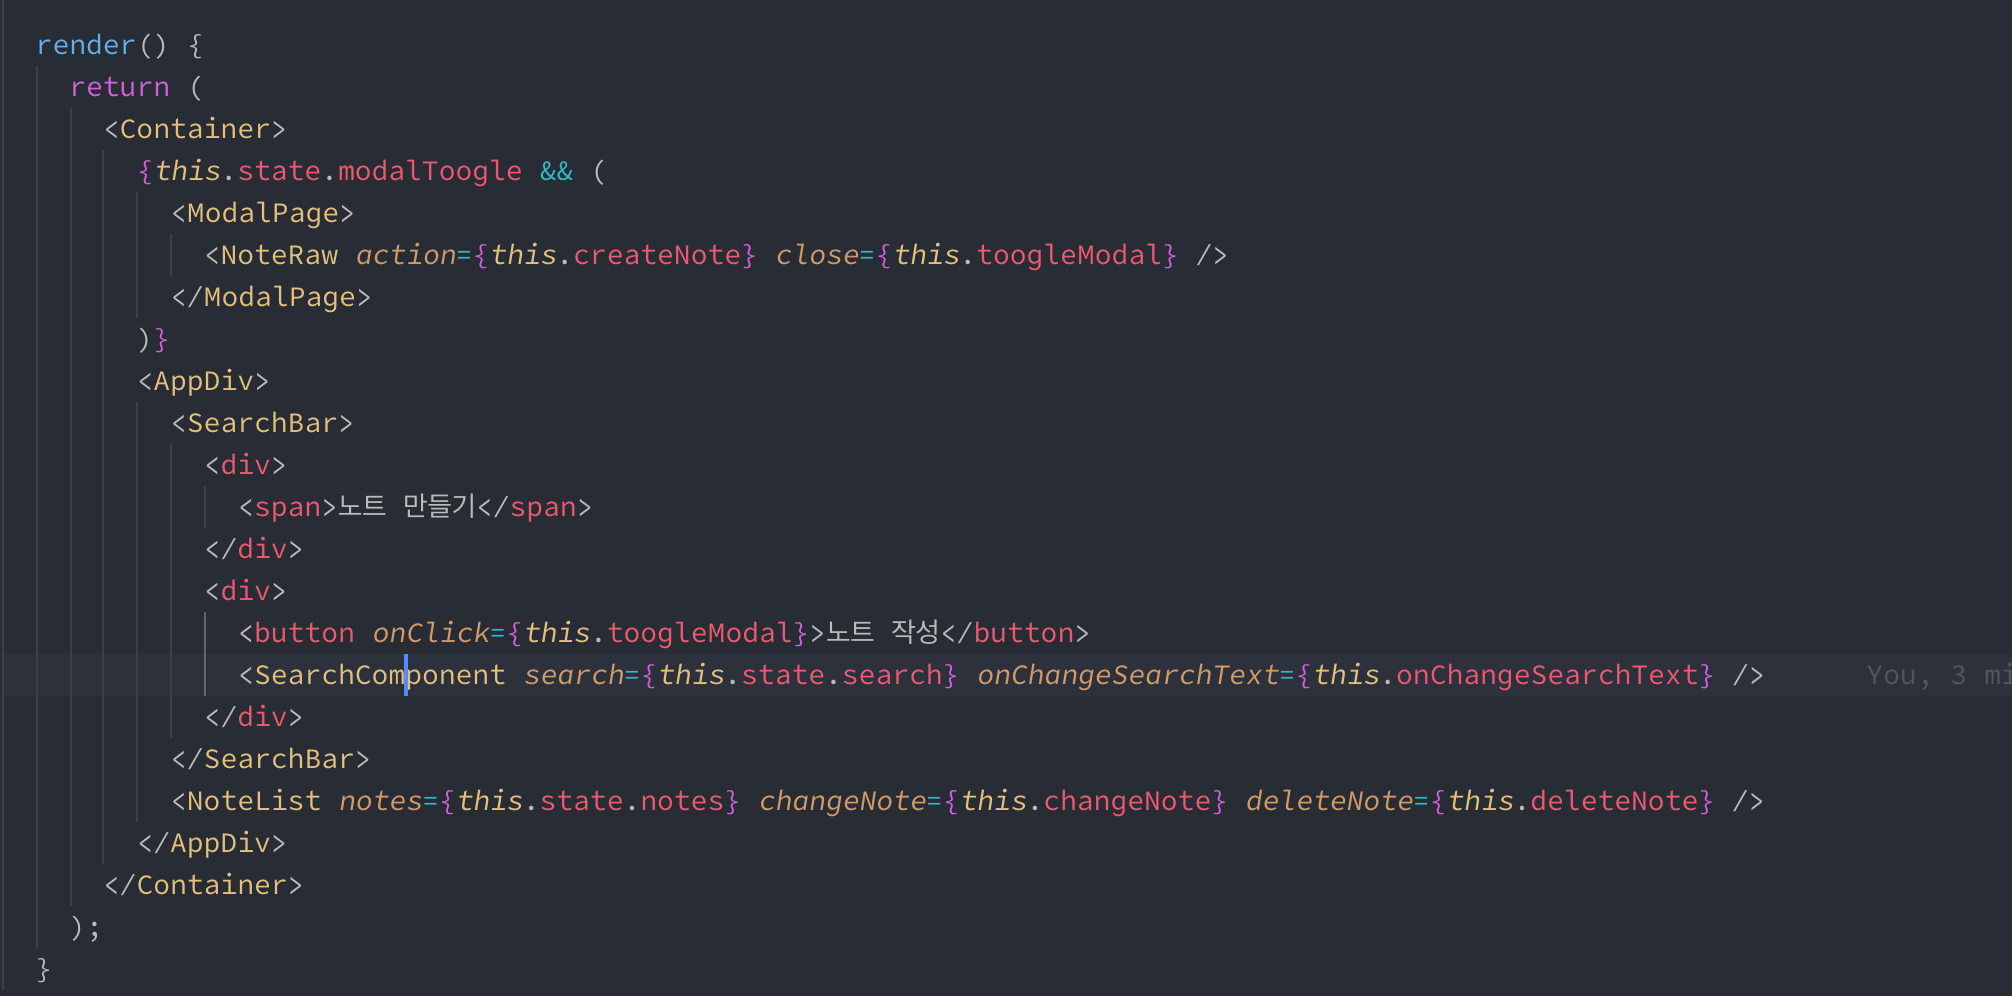 render() {
return (
<Container>
{this.state.modalToogle && (
<ModalPage>
<NoteRaw action={this.createNote} close={this.toogleModal} />
</ModalPage>
)}
<AppDiv>
<SearchBar>
<div>
<span>노트 만들기</span>
</div>
<div>
<button onClick={this.toogleModal}>노트 작성</button>
<SearchComponent search={this.state.search} onChangeSearchText={this.onChangeSearchText} /> You, 3 mi
</div>
</SearchBar>
<NoteList notes={this.state.notes} changeNote={this.changeNote} deleteNote={this.deleteNote} />
</AppDiv>
</Container>
);
}